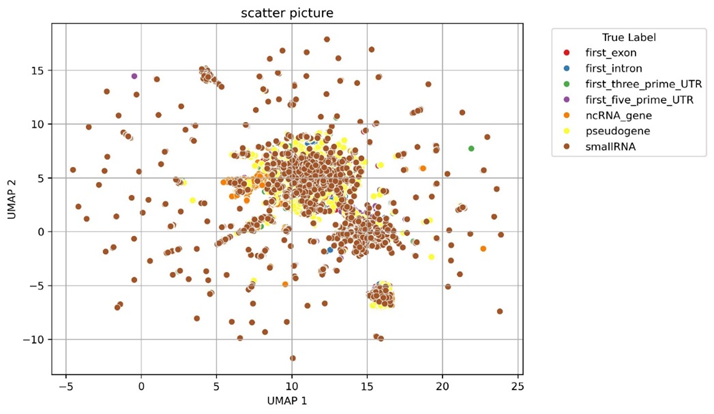 scatter picture
True Label
first_exon
first_intron
first_three_prime_UTR
first_five_prime_UTR
ncRNA_gene
pseudogene
smallRNA
15
10
5
0
−5
−10
UMAP 2
−5
0
5
10
15
20
25
UMAP 1